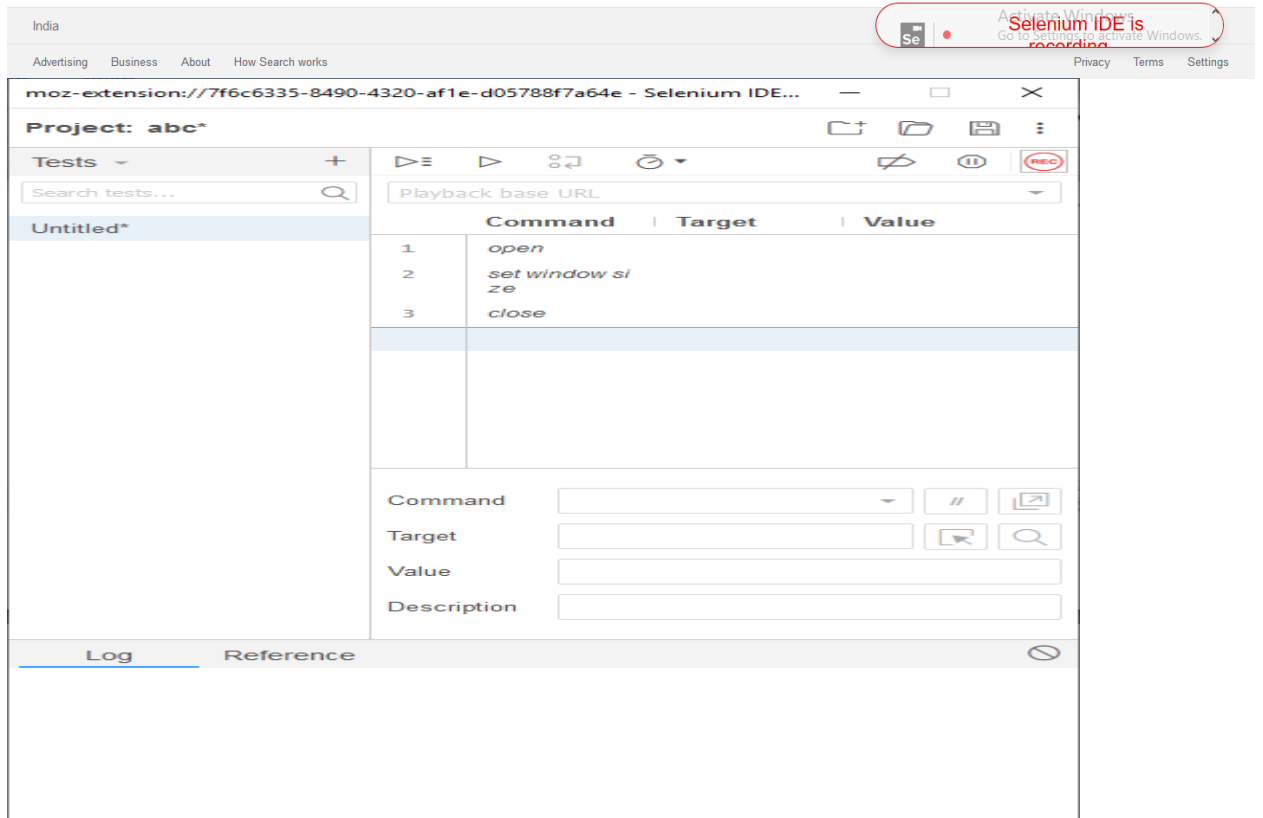 India
Activate Windows
Selenium IDE is
Go to Settings to activate Windows.
recording
Se
Advertising Business About How Search works Privacy Terms Settings
moz-extension://7f6c6335-8490-4320-af1e-d05788f7a64e - Selenium IDE...
Project: abc*
Tests
REC
Search tests...
Playback base URL
Untitled*
Command Target Value
1 open
2 set window si
ze
3 close
Command
//
Target
Value
Description
Log Reference